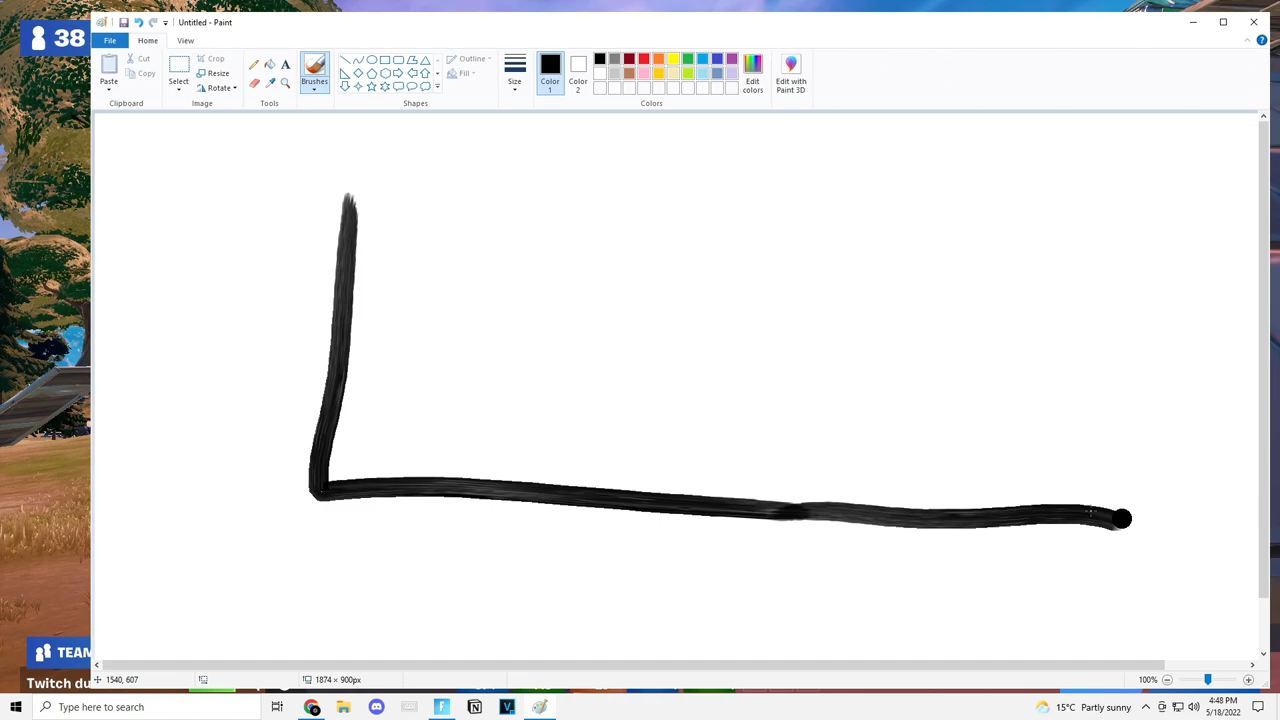 38
Untitled - Paint
File
Home
View
Paste
Cut
Copy
Clipboard
Select
Crop
Resize
Rotate
Image
Tools
Brushes
Outline
Fill
Shapes
Size
Color 1
Color 2
Edit colors
Colors
Edit with Paint 3D
TEAM
Twitch du
1540, 607
1874 × 900px
100%
Type here to search
15°C Partly sunny
4:48 PM
5/18/2022